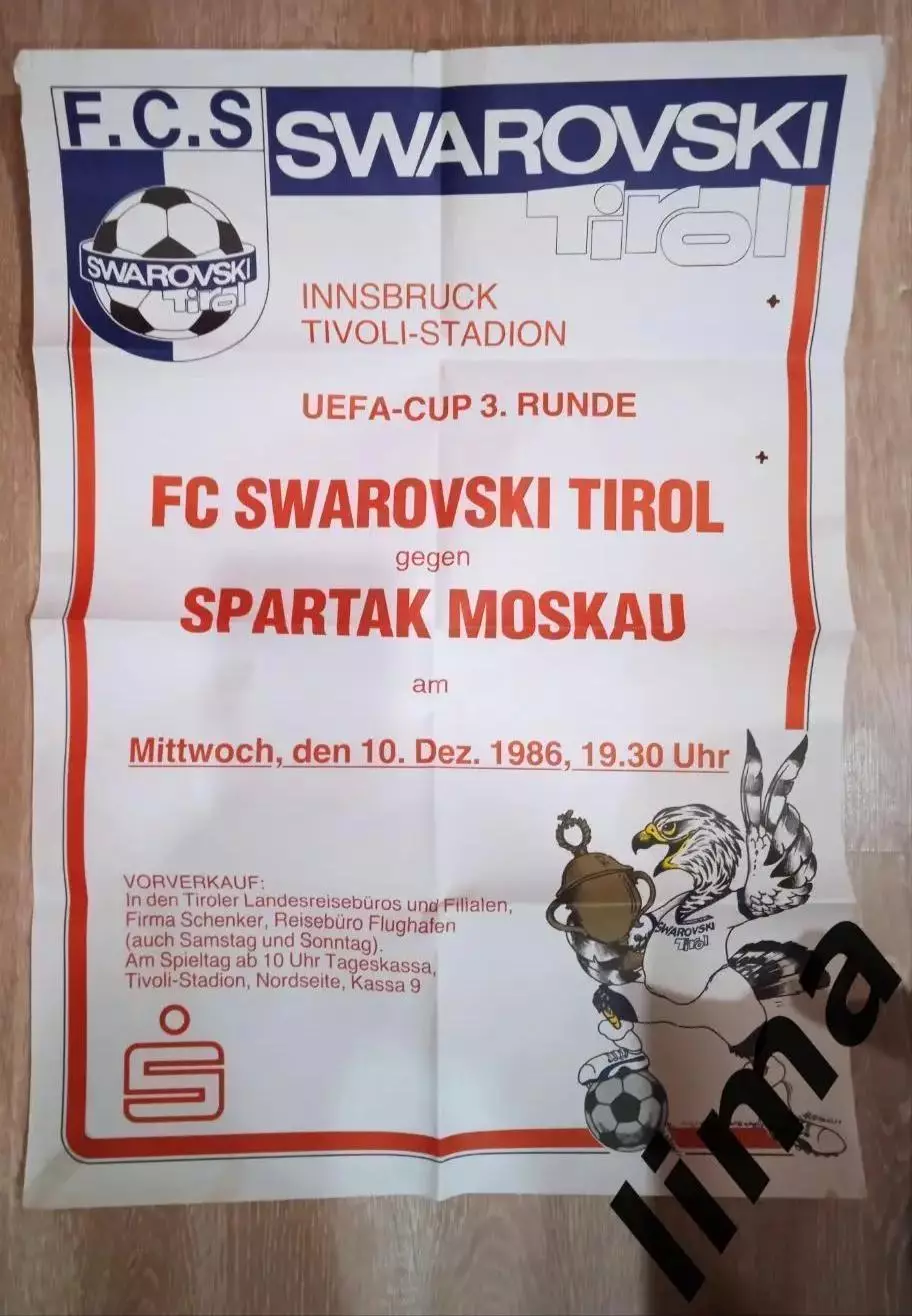 F.C.S
SWAROVSKI
Tirol
SWAROVSKI
Tirol
INNSBRUCK
TIVOLI-STADION
UEFA-CUP 3. RUNDE
FC SWAROVSKI TIROL
gegen
SPARTAK MOSKAU
am
Mittwoch, den 10. Dez. 1986, 19.30 Uhr
VORVERKAUF:
In den Tiroler Landesreisebüros und Filialen,
Firma Schenker, Reisebüro Flughafen
(auch Samstag und Sonntag).
Am Spieltag ab 10 Uhr Tageskassa,
Tivoli-Stadion, Nordseite, Kassa 9
SWAROVSKI
Tirol
lima